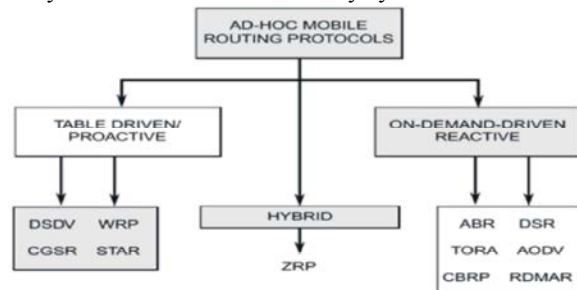 AD-HOC MOBILE
ROUTING PROTOCOLS
TABLE DRIVEN/
PROACTIVE
ON-DEMAND-DRIVEN
REACTIVE
DSDV WRP
CGSR STAR
HYBRID
ZRP
ABR DSR
TORA AODV
CBRP RDMAR